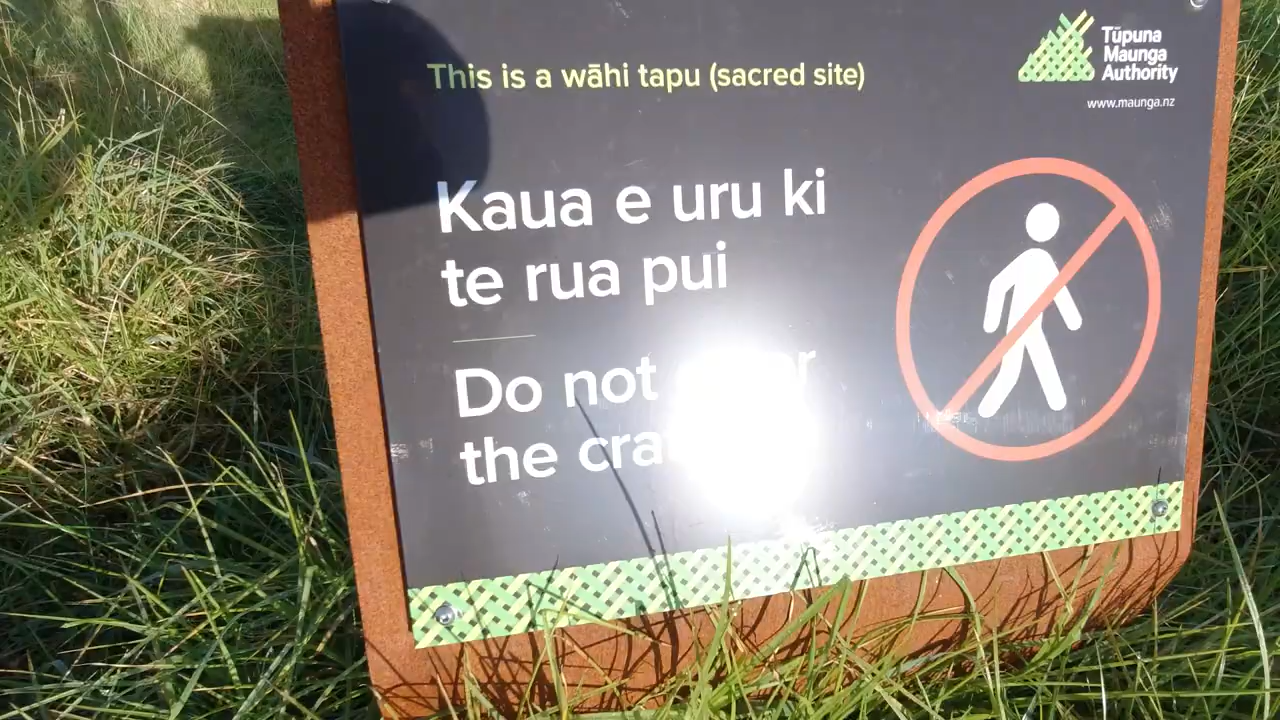 This is a wāhi tapu (sacred site)
Tūpuna
Maunga
Authority
www.maunga.nz
Kaua e uru ki
te rua pui
Do not
the